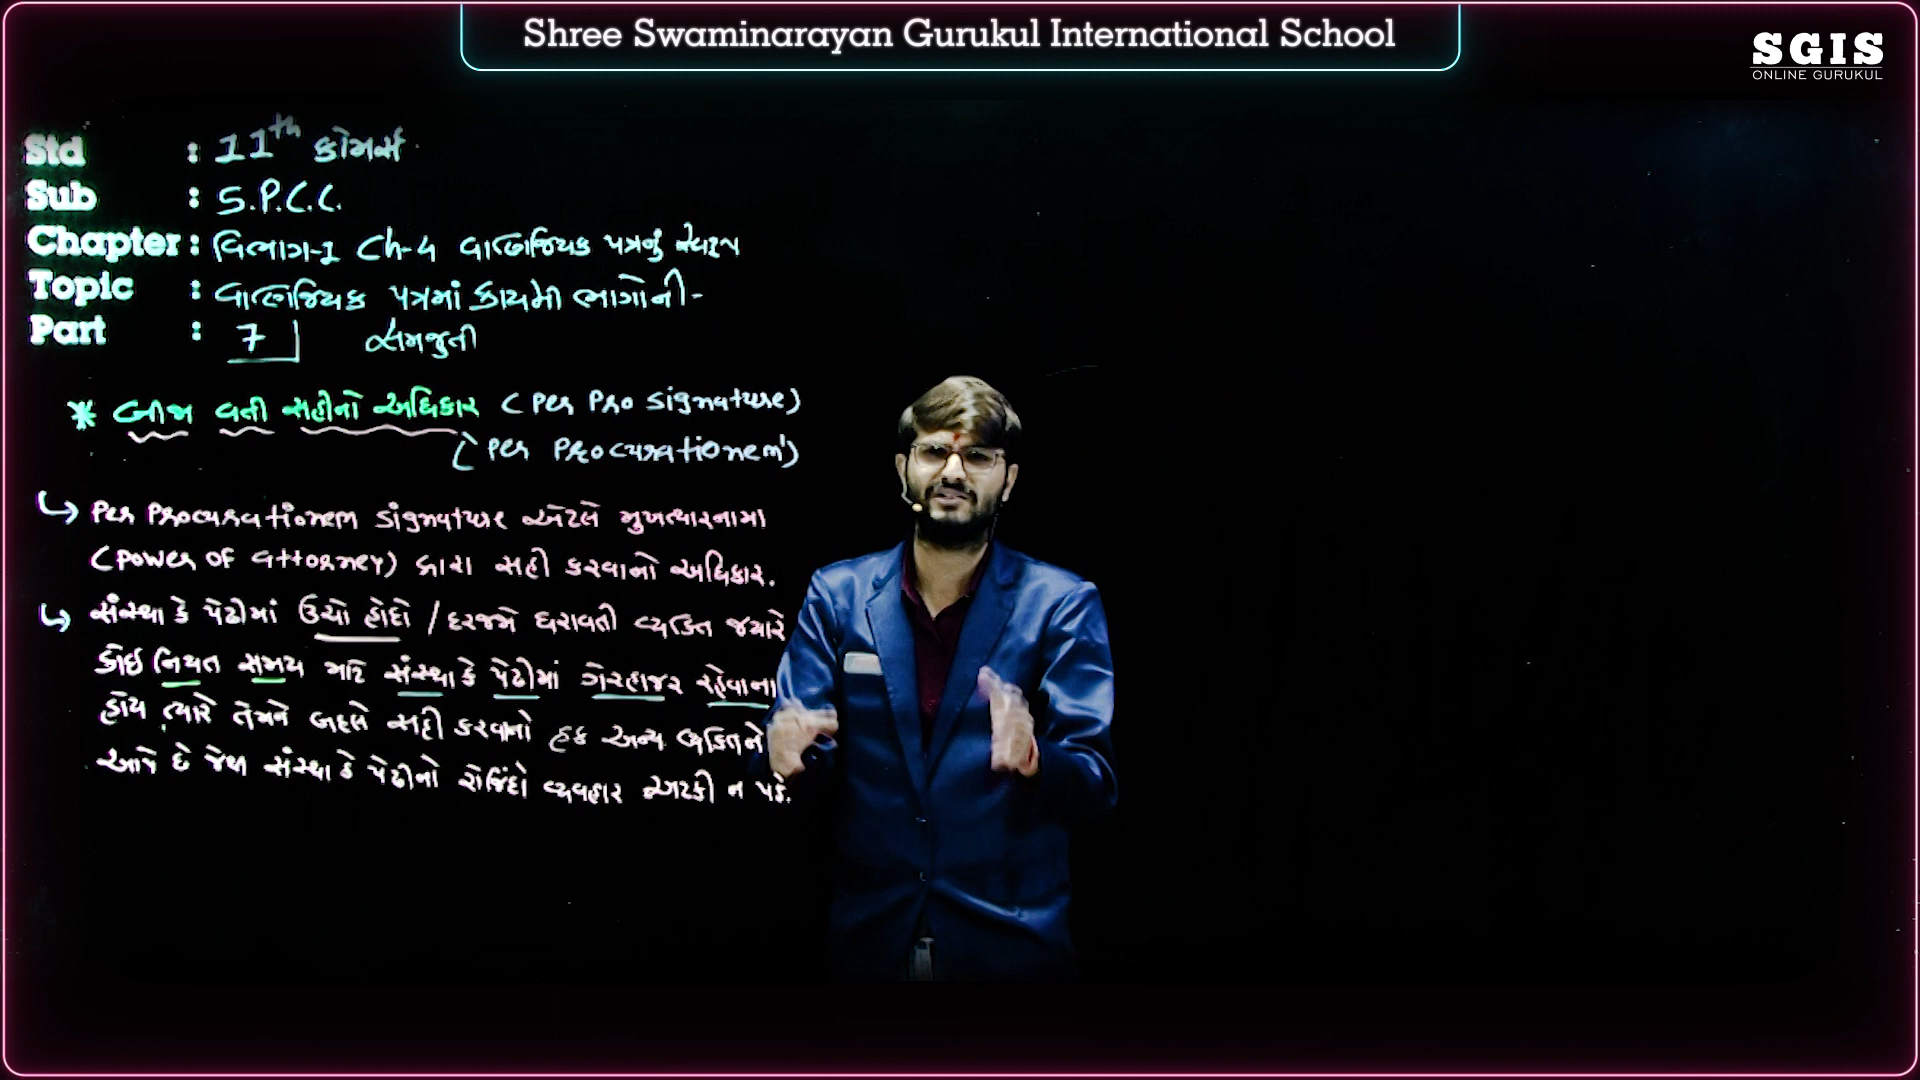 Shree Swaminarayan Gurukul International School
SGIS
ONLINE GURUKUL
Std : 11th કોમર્સ
Sub : S.P.C.C.
Chapter : વિભાગ-1 Ch-4 વાણિજ્યિક પત્રનું સ્વરૂપ
Topic : વાણિજ્યિક પત્રમાં કાયમી ભાગોની-
Part : 7 સમજુતી
* બીજા વતી સહીનો અધિકાર (Per Pro Signature)
(Per Procurationem)
↳ Per Procurationem Signature એટલે મુખત્યારનામા
(Power of Attorney) દ્વારા સહી કરવાનો અધિકાર.
↳ સંસ્થા કે પેઢીમાં ઉંચો હોદો / દરજ્જો ધરાવતી વ્યક્તિ જ્યારે
કોઈ નિયત સમય માટે સંસ્થા કે પેઢીમાં ગેરહાજર રહેવાના
હોય ત્યારે તેમને બદલે સહી કરવાનો હક અન્ય વ્યક્તિને
આપે છે જેથી સંસ્થા કે પેઢીનો રોજિંદો વ્યવહાર અટકી ન પડે.